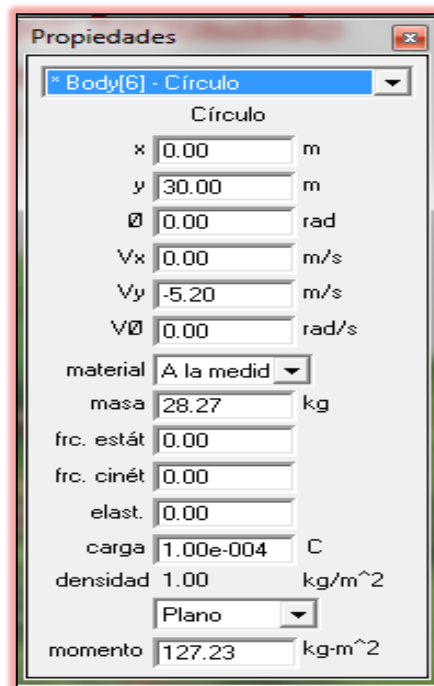 Propiedades
* Body[6] - Círculo
Círculo
x 0.00 m
y 30.00 m
Ø 0.00 rad
Vx 0.00 m/s
Vy -5.20 m/s
VØ 0.00 rad/s
material A la medid
masa 28.27 kg
frc. estát 0.00
frc. cinét 0.00
elast. 0.00
carga 1.00e-004 C
densidad 1.00 kg/m^2
Plano
momento 127.23 kg-m^2